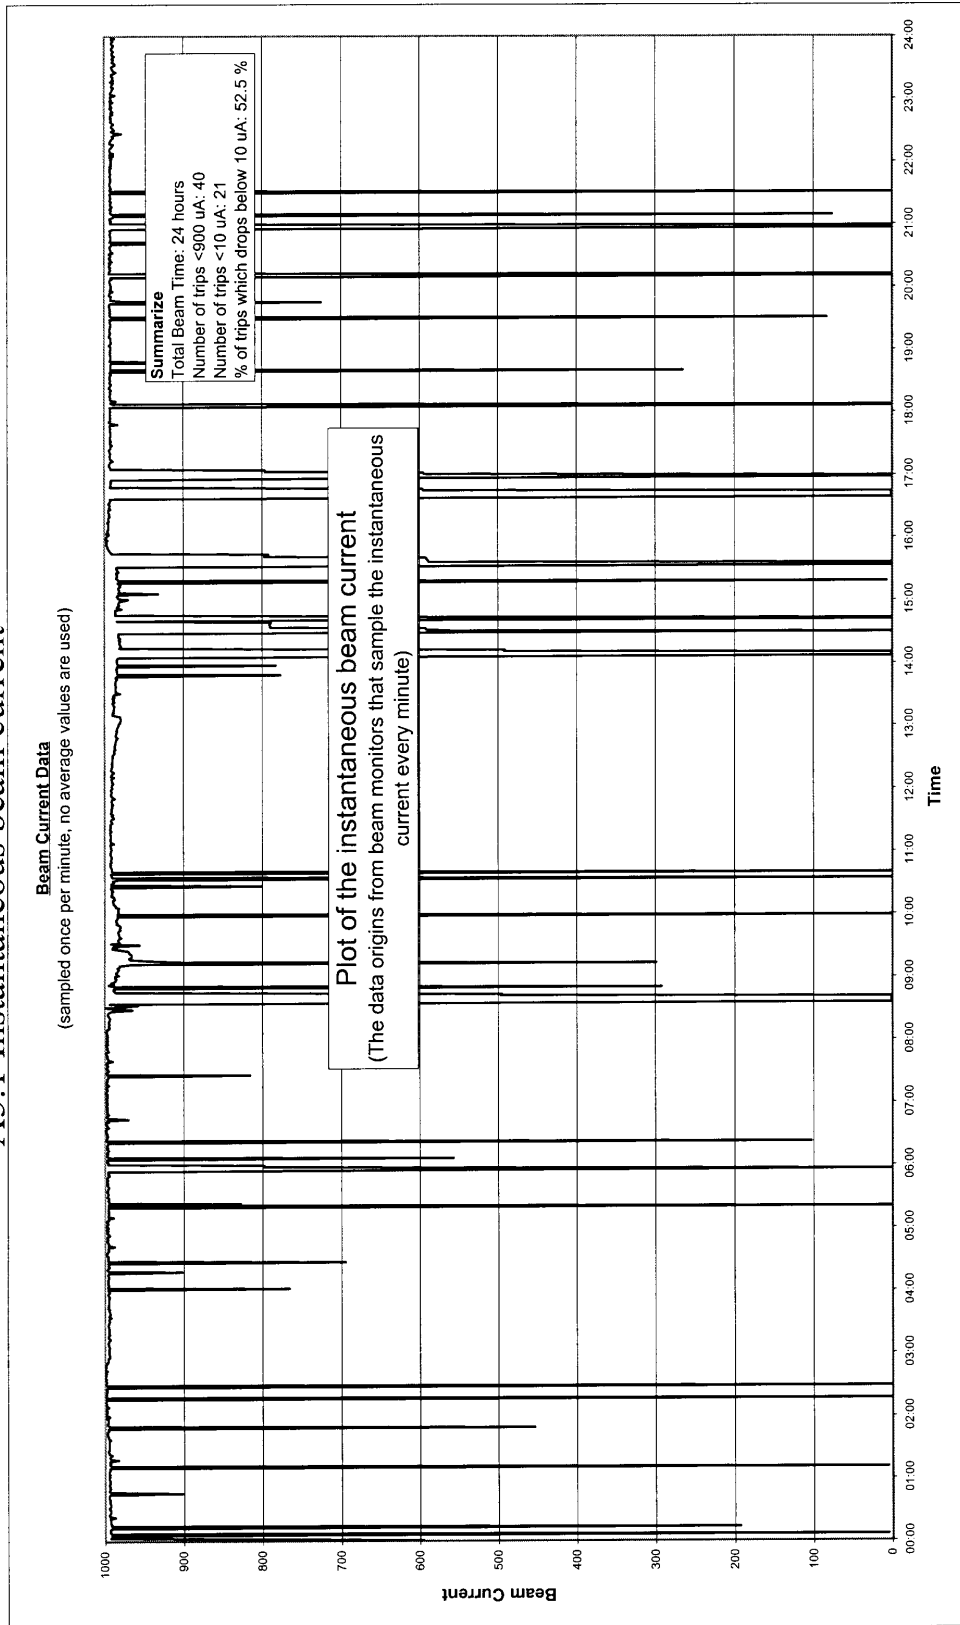 A9.1 Instantaneous beam current
Beam Current Data
(sampled once per minute, no average values are used)
Summarize
Total Beam Time: 24 hours
Number of trips <900 uA: 40
Number of trips <10 uA: 21
% of trips which drops below 10 uA: 52.5 %
Plot of the instantaneous beam current
(The data origins from beam monitors that sample the instantaneous
current every minute)
Beam Current
1000
900
800
700
600
500
400
300
200
100
0
00:00
01:00
02:00
03:00
04:00
05:00
06:00
07:00
08:00
09:00
10:00
11:00
12:00
13:00
14:00
15:00
16:00
17:00
18:00
19:00
20:00
21:00
22:00
23:00
24:00
Time